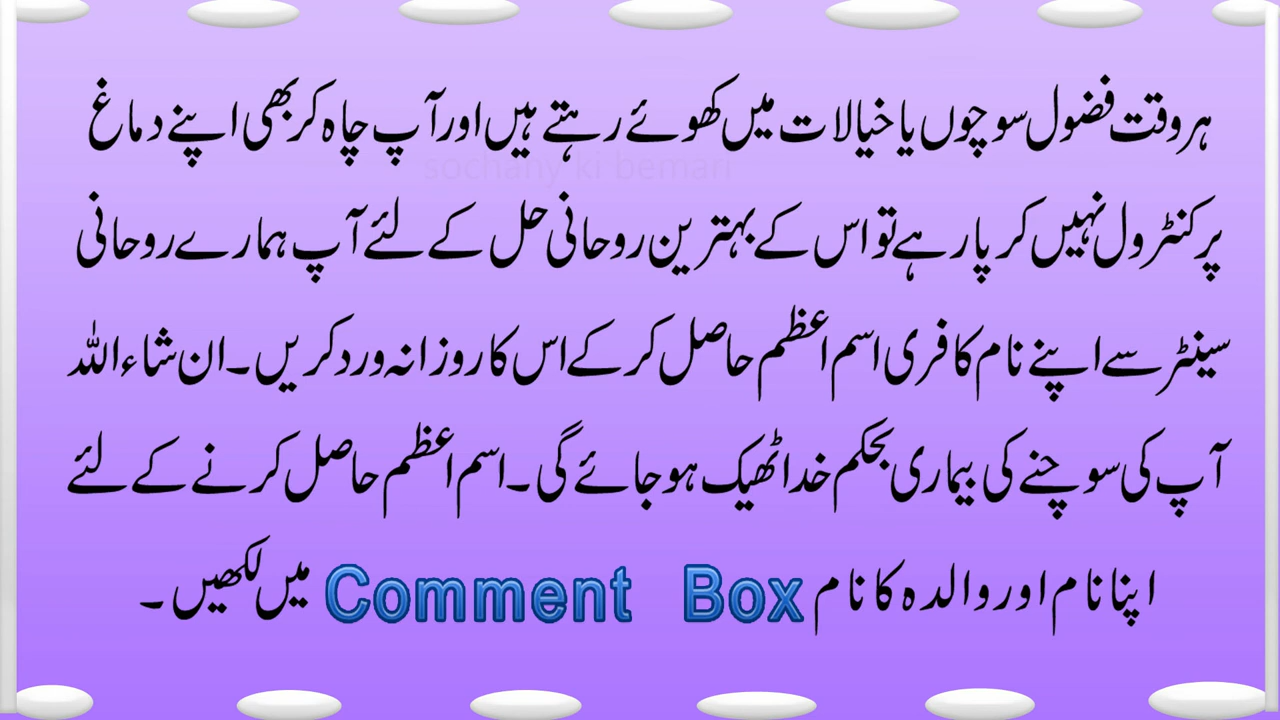 ہر وقت فضول سوچوں یا خیالات میں کھوئے رہتے ہیں اور آپ چاہ کر بھی اپنے دماغ
sochany ki bemari
پر کنٹرول نہیں کر پا رہے تو اس کے بہترین روحانی حل کے لئے آپ ہمارے روحانی
سینٹر سے اپنے نام کا فری اسم اعظم حاصل کر کے اس کا روزانہ ورد کریں۔ ان شاء اللہ
آپ کی سوچنے کی بیماری بحکم خدا ٹھیک ہو جائے گی۔ اسم اعظم حاصل کرنے کے لئے
اپنا نام اور والدہ کا نام Comment Box میں لکھیں۔